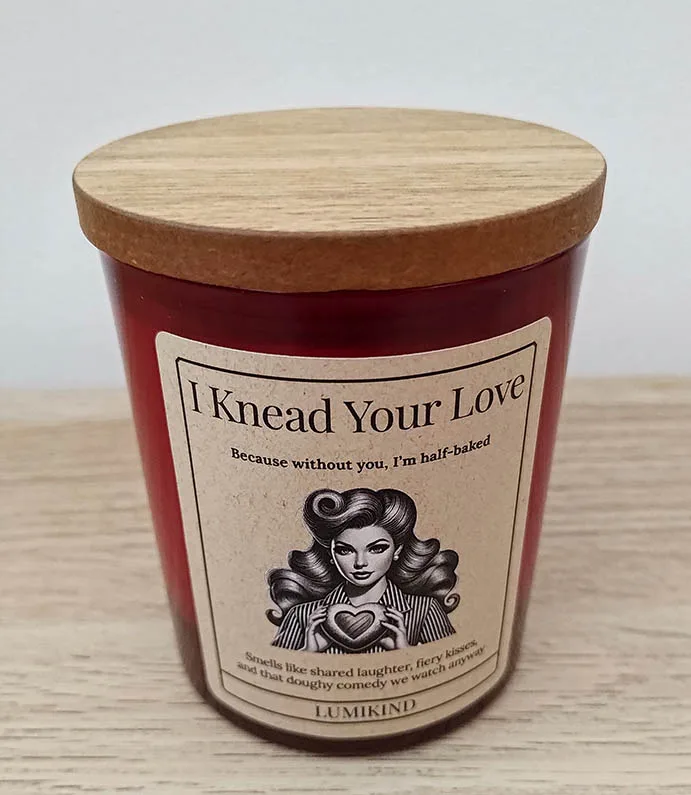 I Knead Your Love
Because without you, I'm half-baked
Smells like shared laughter, fiery kisses,
and that doughy comedy we watch anyway
LUMIKIND